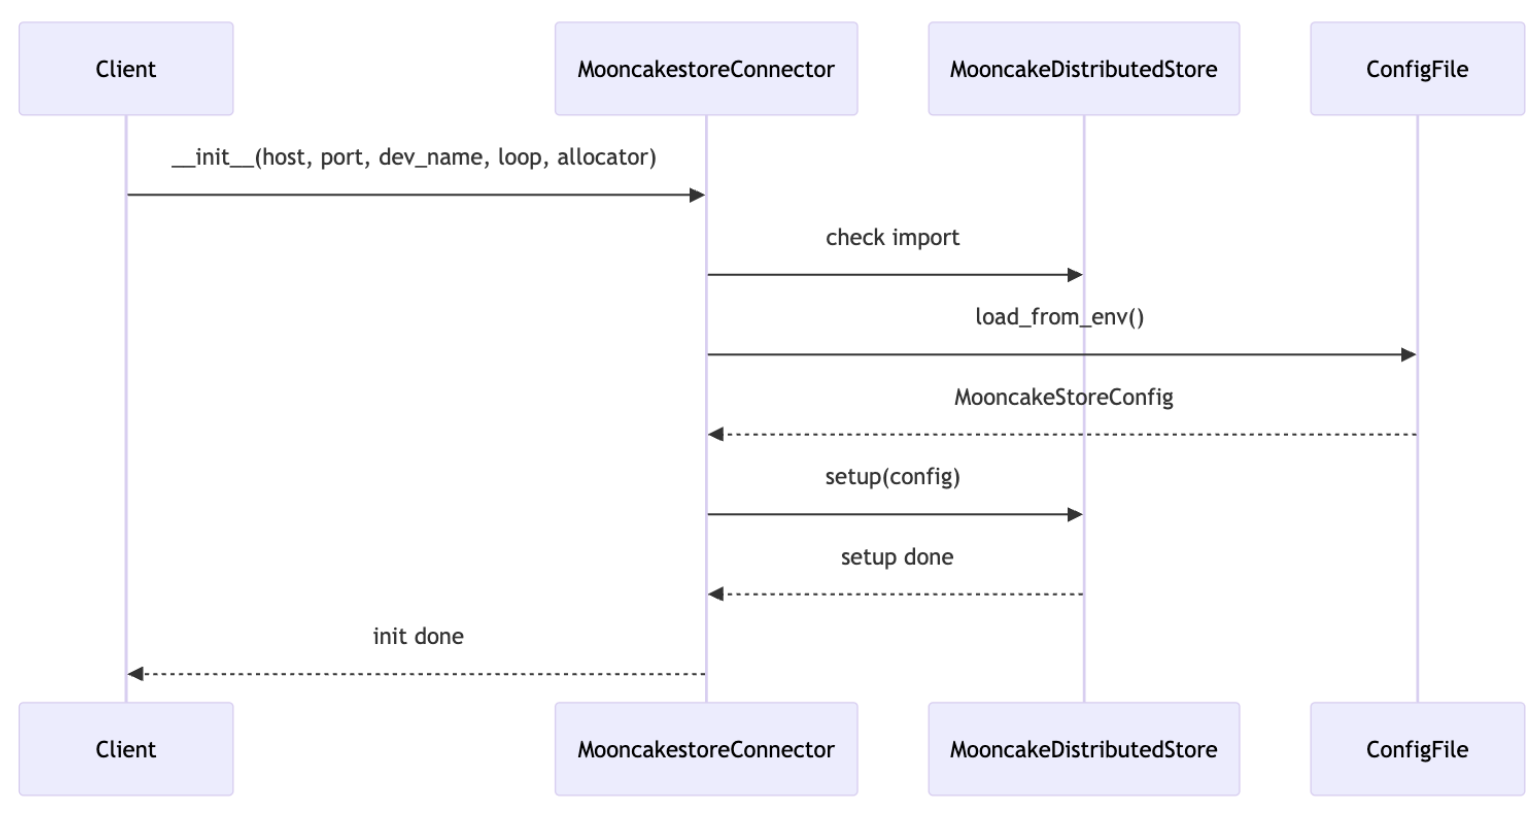 Client
MooncakestoreConnector
MooncakeDistributedStore
ConfigFile
__init__(host, port, dev_name, loop, allocator)
check import
load_from_env()
MooncakeStoreConfig
setup(config)
setup done
init done
Client
MooncakestoreConnector
MooncakeDistributedStore
ConfigFile